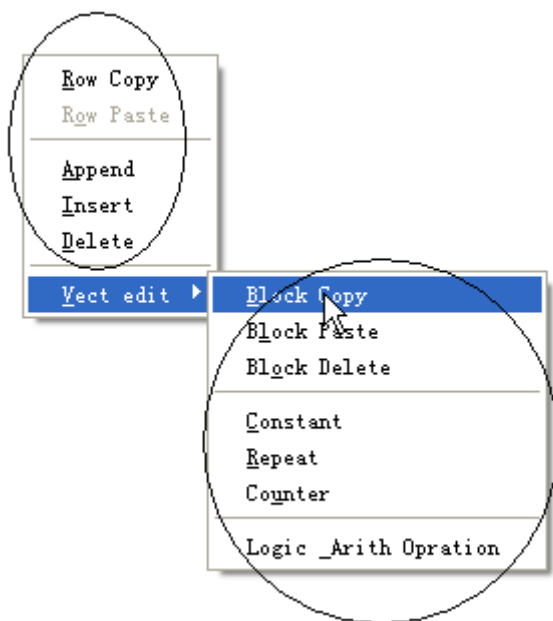 Row Copy
Row Paste
Append
Insert
Delete
Vect edit
Block Copy
Block Paste
Block Delete
Constant
Repeat
Counter
Logic _Arith Opration